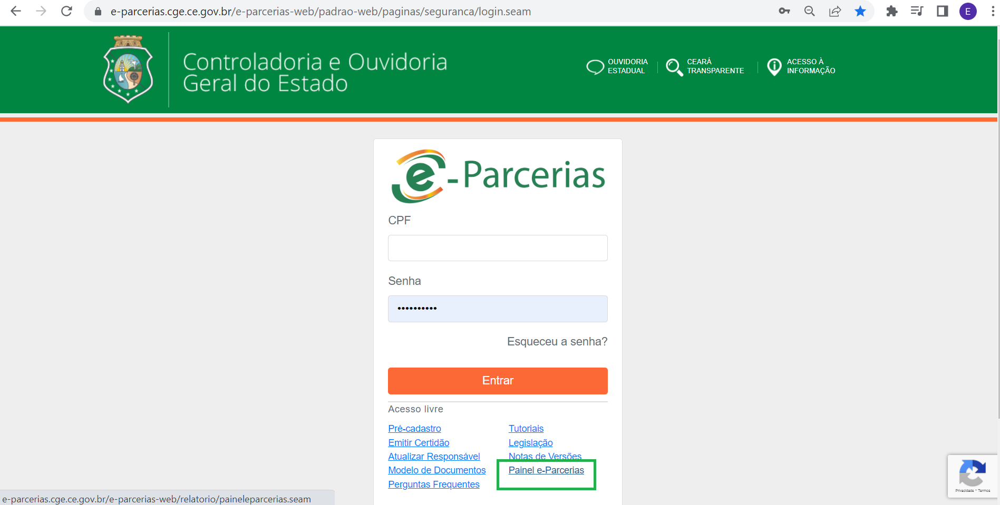 e-parcerias.cge.ce.gov.br/e-parcerias-web/padrao-web/paginas/seguranca/login.seam
E
Controladoria e Ouvidoria
Geral do Estado
OUVIDORIA
ESTADUAL
CEARÁ
TRANSPARENTE
ACESSO À
INFORMAÇÃO
e-Parcerias
CPF
Senha
••••••••••
Esqueceu a senha?
Entrar
Acesso livre
Pré-cadastro
Tutoriais
Emitir Certidão
Legislação
Atualizar Responsável
Notas de Versões
Modelo de Documentos
Painel e-Parcerias
Perguntas Frequentes
Privacidade - Termos
e-parcerias.cge.ce.gov.br/e-parcerias-web/relatorio/paineleparcerias.seam